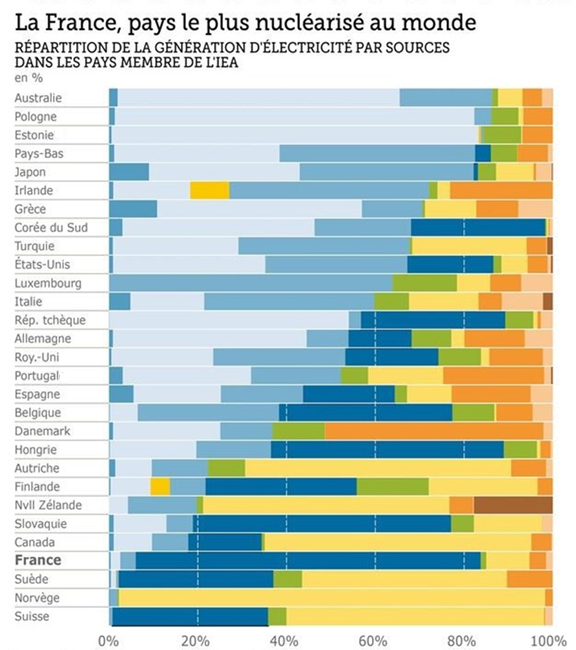 La France, pays le plus nucléarisé au monde
RÉPARTITION DE LA GÉNÉRATION D'ÉLECTRICITÉ PAR SOURCES
DANS LES PAYS MEMBRE DE L'IEA
en %
Australie
Pologne
Estonie
Pays-Bas
Japon
Irlande
Grèce
Corée du Sud
Turquie
États-Unis
Luxembourg
Italie
Rép. tchèque
Allemagne
Roy.-Uni
Portugal
Espagne
Belgique
Danemark
Hongrie
Autriche
Finlande
Nvll Zélande
Slovaquie
Canada
France
Suède
Norvège
Suisse
0% 20% 40% 60% 80% 100%